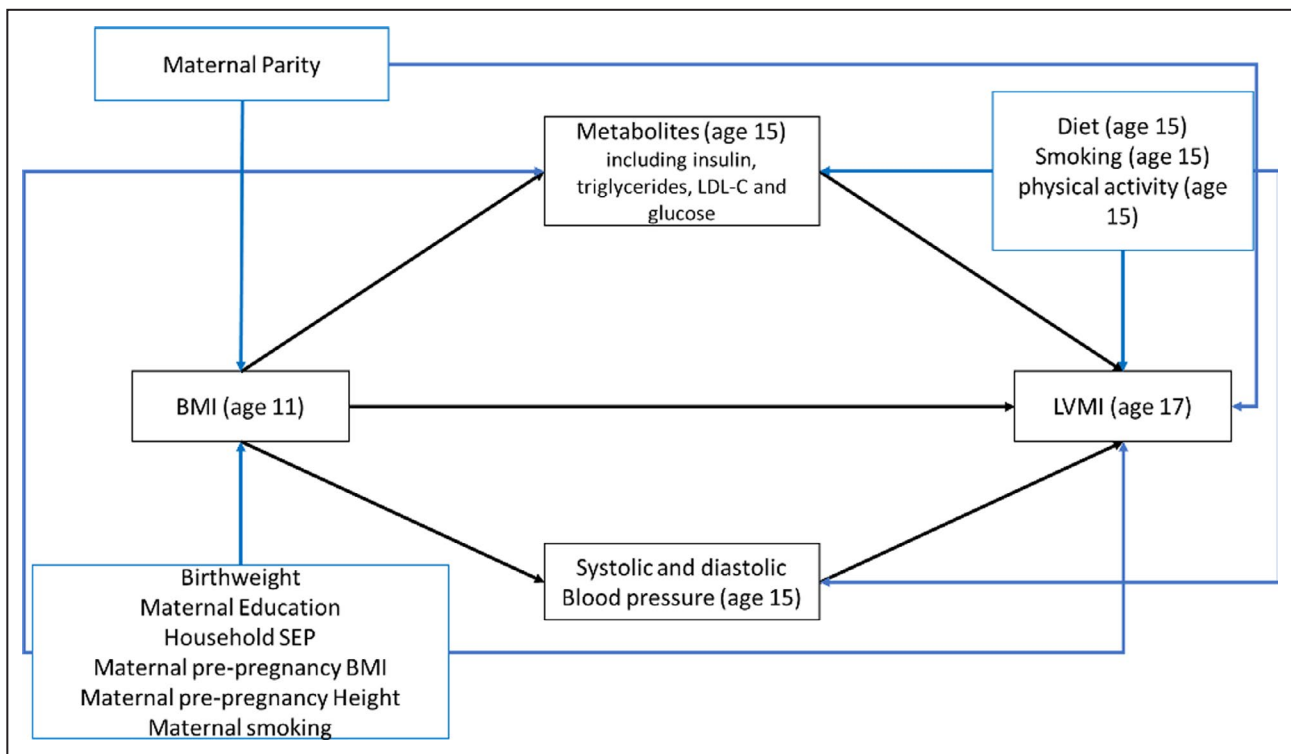 Maternal Parity
Metabolites (age 15)
including insulin,
triglycerides, LDL-C and
glucose
Diet (age 15)
Smoking (age 15)
physical activity (age
15)
BMI (age 11)
LVMI (age 17)
Systolic and diastolic
Blood pressure (age 15)
Birthweight
Maternal Education
Household SEP
Maternal pre-pregnancy BMI
Maternal pre-pregnancy Height
Maternal smoking